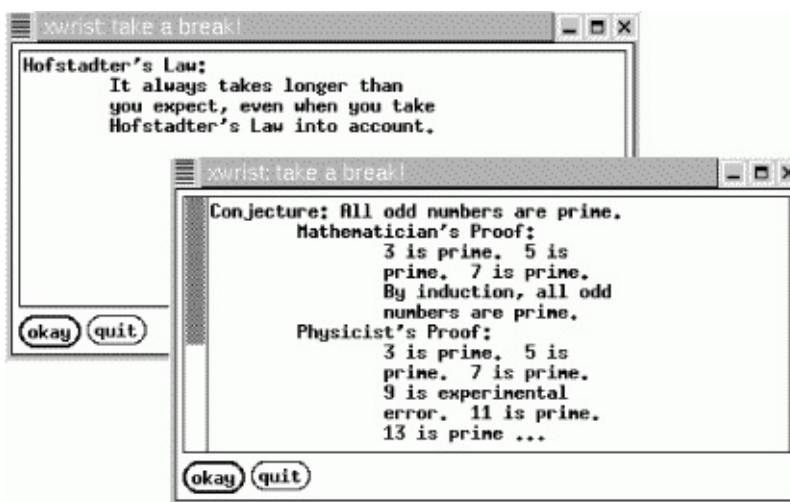 xwrist: take a break!
Hofstadter's Law:
It always takes longer than
you expect, even when you take
Hofstadter's Law into account.
okay quit
xwrist: take a break!
Conjecture: All odd numbers are prime.
Mathematician's Proof:
3 is prime. 5 is
prime. 7 is prime.
By induction, all odd
numbers are prime.
Physicist's Proof:
3 is prime. 5 is
prime. 7 is prime.
9 is experimental
error. 11 is prime.
13 is prime ...
okay quit